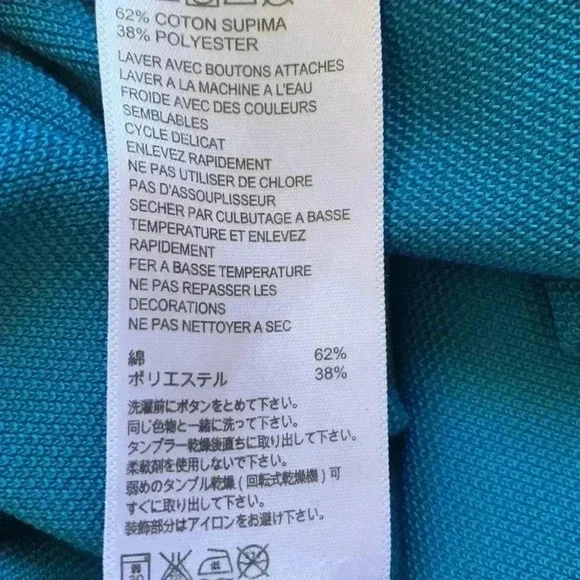 62% COTON SUPIMA
38% POLYESTER
LAVER AVEC BOUTONS ATTACHES
LAVER A LA MACHINE A L'EAU
FROIDE AVEC DES COULEURS
SEMBLABLES
CYCLE DELICAT
ENLEVEZ RAPIDEMENT
NE PAS UTILISER DE CHLORE
PAS D'ASSOUPLISSEUR
SECHER PAR CULBUTAGE A BASSE
TEMPERATURE ET ENLEVEZ
RAPIDEMENT
FER A BASSE TEMPERATURE
NE PAS REPASSER LES
DECORATIONS
NE PAS NETTOYER A SEC
綿 62%
ポリエステル 38%
洗濯前にボタンをとめて下さい。
同じ色物と一緒に洗って下さい。
タンブラー乾燥後直ちに取り出して下さい。
柔軟剤を使用しないで下さい。
弱めのタンブル乾燥(回転式乾燥機)可
すぐに取り出して下さい。
装飾部分はアイロンをお避け下さい。
弱 低